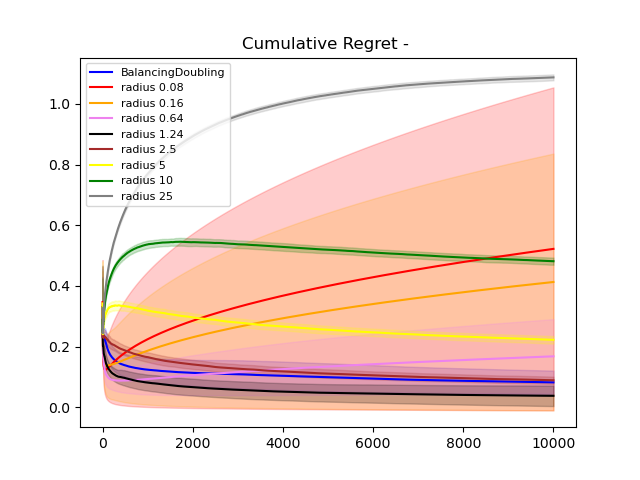 Cumulative Regret -
BalancingDoubling
radius 0.08
radius 0.16
radius 0.64
radius 1.24
radius 2.5
radius 5
radius 10
radius 25
1.0
0.8
0.6
0.4
0.2
0.0
0 2000 4000 6000 8000 10000